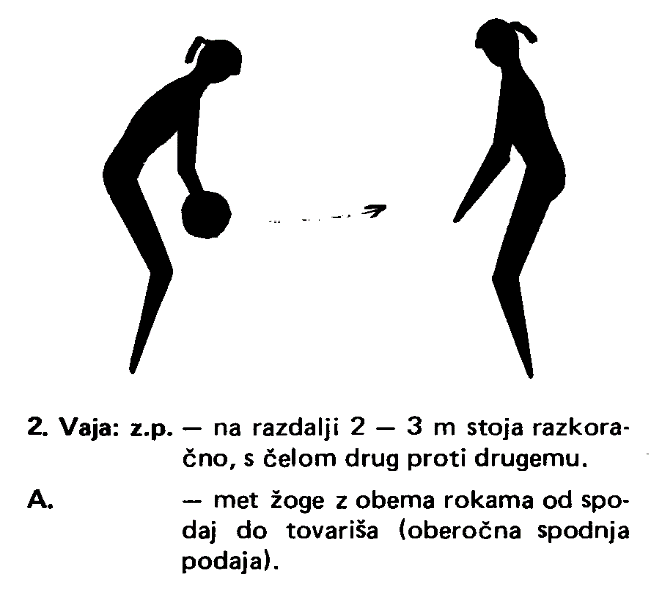 2. Vaja: z.p. — na razdalji 2 — 3 m stoja razkora-
čno, s čelom drug proti drugemu.
A. — met žoge z obema rokama od spo-
daj do tovariša (oberočna spodnja
podaja).